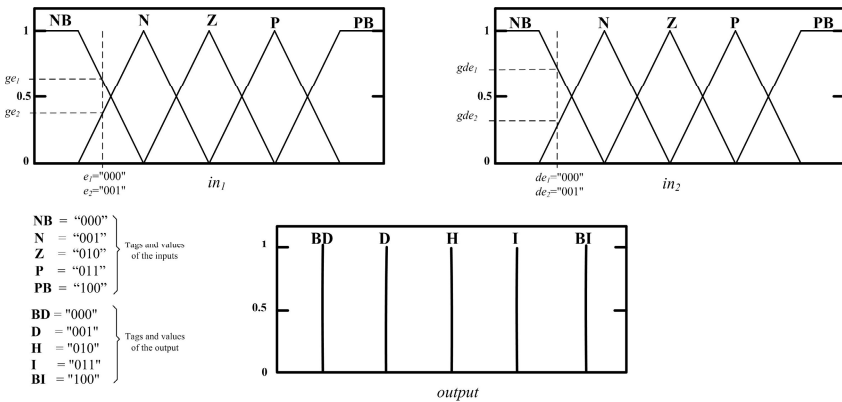 NB N Z P PB
1
ge1
0.5
ge2
0
e1="000"
e2="001"
in1
NB N Z P PB
1
gde1
0.5
gde2
0
de1="000"
de2="001"
in2
NB = “000”
N = “001”
Z = “010”
P = “011”
PB = “100”
Tags and values
of the inputs
BD = "000"
D = "001"
H = "010"
I = "011"
BI = "100"
Tags and values
of the output
BD D H I BI
1
0.5
0
output